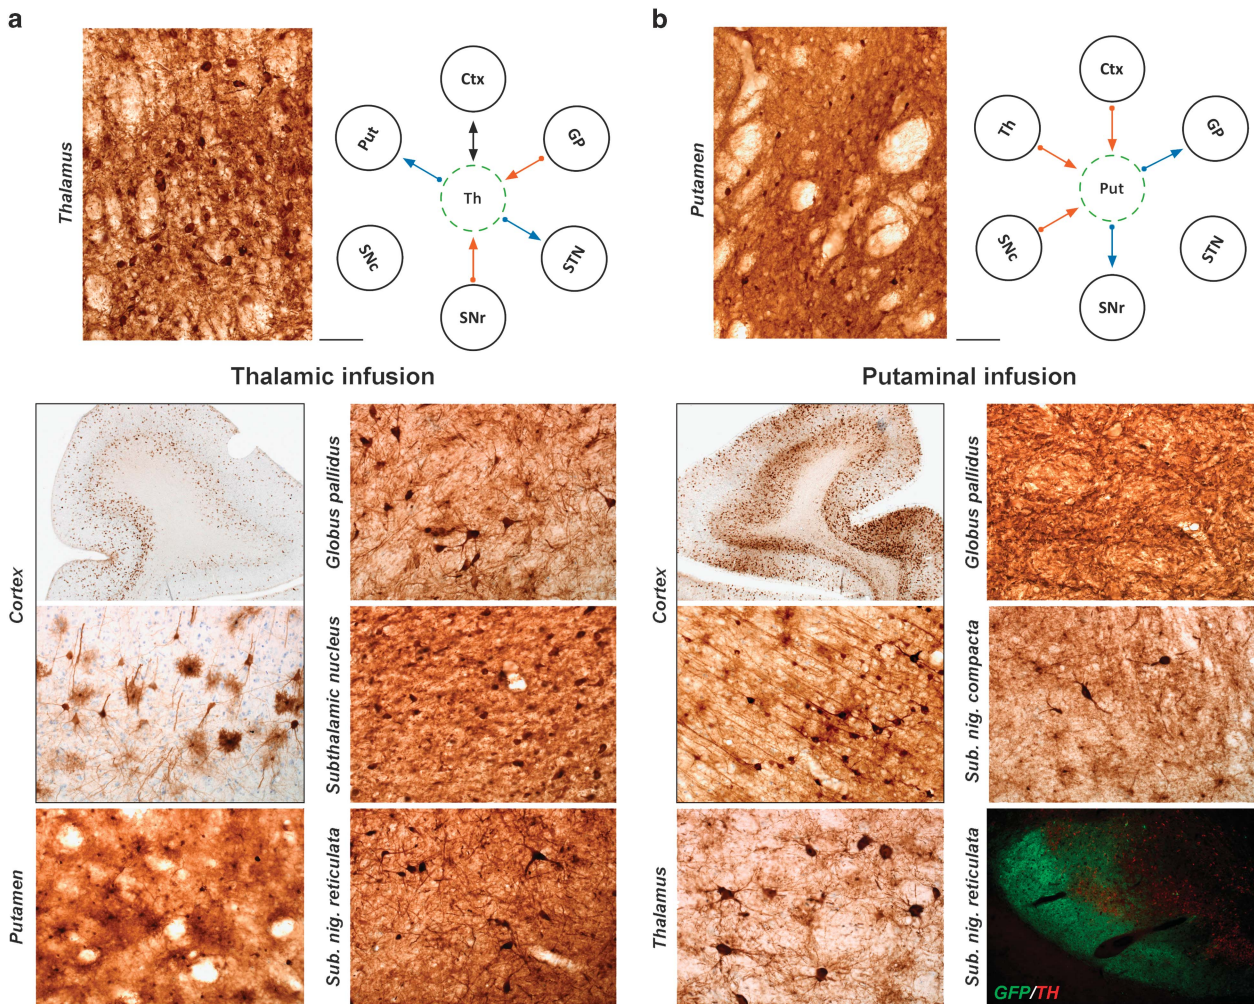 a
Thalamus
Ctx
Put
GP
Th
SNc
STN
SNr
Thalamic infusion
Cortex
Globus pallidus
Subthalamic nucleus
Putamen
Sub. nig. reticulata
b
Putamen
Ctx
Th
GP
Put
SNc
STN
SNr
Putaminal infusion
Cortex
Globus pallidus
Sub. nig. compacta
Thalamus
Sub. nig. reticulata
GFP/TH